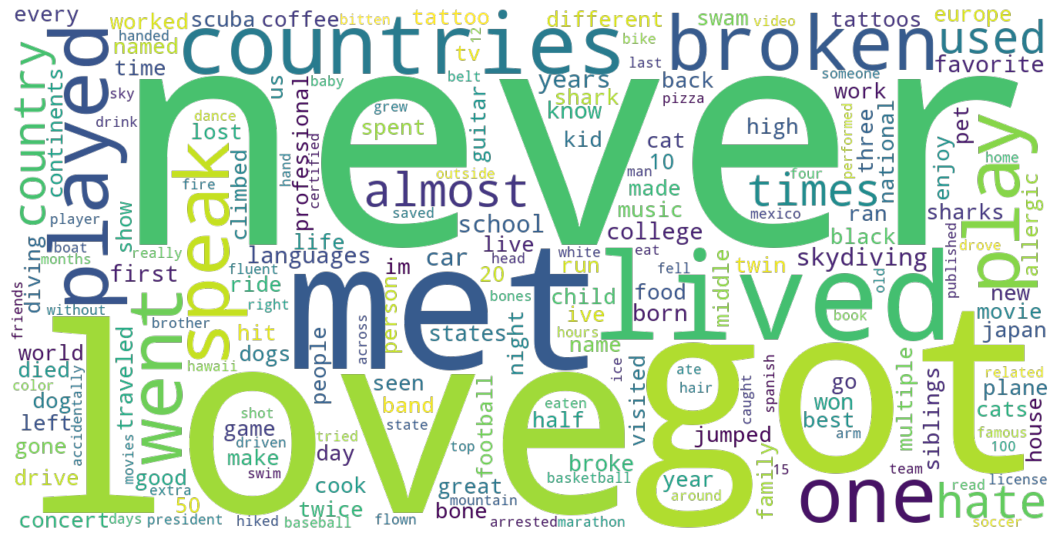 every
worked
handed
scuba
coffee
bitten
tattoo
different
swam
video
tattoos
europe
named
countries
broken
used
played
time
tv
12
bike
last
favorite
country
continents
sky
us
baby
belt
years
back
someone
work
drink
dance
grew
shark
know
pizza
three
national
performed
pet
lost
spent
guitar
kid
cat
high
never
hand
certified
professional
outside
10
man
four
home
enjoy
play
fire
climbed
speak
saved
almost
made
times
ran
player
show
school
music
mexico
sharks
allergic
diving
boat
really
life
live
college
black
drove
months
languages
im
car
head
white
eat
skydiving
published
first
fluent
met
20
run
fell
twin
old
new
without
ride
person
bones
child
food
middle
lived
movie
friends
went
right
ive
born
book
japan
brother
hit
across
states
night
hours
name
world
dogs
people
love
ice
got
related
died
hawaii
seen
ate
spanish
go
plane
color
traveled
state
football
eaten
visited
hair
caught
won
multiple
siblings
cats
dog
accidentally
shot
band
half
best
famous
house
left
game
tried
jumped
arm
100
gone
driven
day
top
broke
basketball
team
movies
make
swim
year
15
read
license
drive
good
cook
great
around
family
one
hate
extra
50
twice
mountain
bone
concert
days
president
hiked
baseball
flown
arrested
marathon
soccer